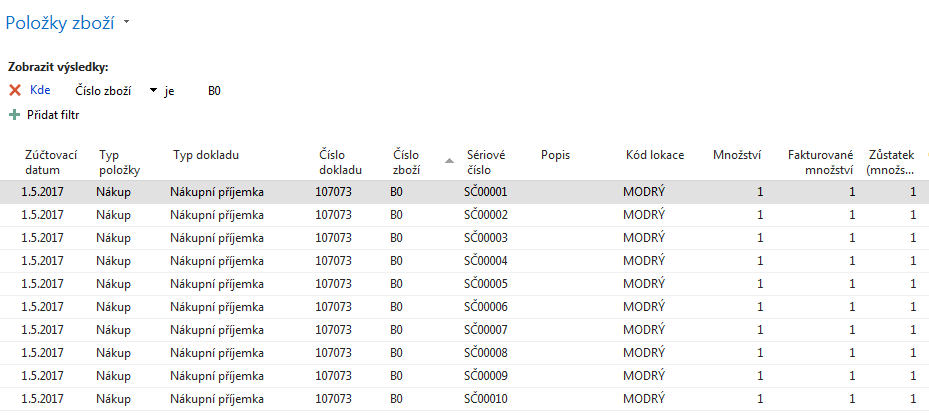 Položky zboží
Zobrazit výsledky:
Kde Číslo zboží je B0
Přidat filtr
Zúčtovací datum Typ položky Typ dokladu Číslo dokladu Číslo zboží Sériové číslo Popis Kód lokace Množství Fakturované množství Zůstatek (množs...
1.5.2017 Nákup Nákupní příjemka 107073 B0 SČ00001 MODRÝ 1 1 1
1.5.2017 Nákup Nákupní příjemka 107073 B0 SČ00002 MODRÝ 1 1 1
1.5.2017 Nákup Nákupní příjemka 107073 B0 SČ00003 MODRÝ 1 1 1
1.5.2017 Nákup Nákupní příjemka 107073 B0 SČ00004 MODRÝ 1 1 1
1.5.2017 Nákup Nákupní příjemka 107073 B0 SČ00005 MODRÝ 1 1 1
1.5.2017 Nákup Nákupní příjemka 107073 B0 SČ00006 MODRÝ 1 1 1
1.5.2017 Nákup Nákupní příjemka 107073 B0 SČ00007 MODRÝ 1 1 1
1.5.2017 Nákup Nákupní příjemka 107073 B0 SČ00008 MODRÝ 1 1 1
1.5.2017 Nákup Nákupní příjemka 107073 B0 SČ00009 MODRÝ 1 1 1
1.5.2017 Nákup Nákupní příjemka 107073 B0 SČ00010 MODRÝ 1 1 1